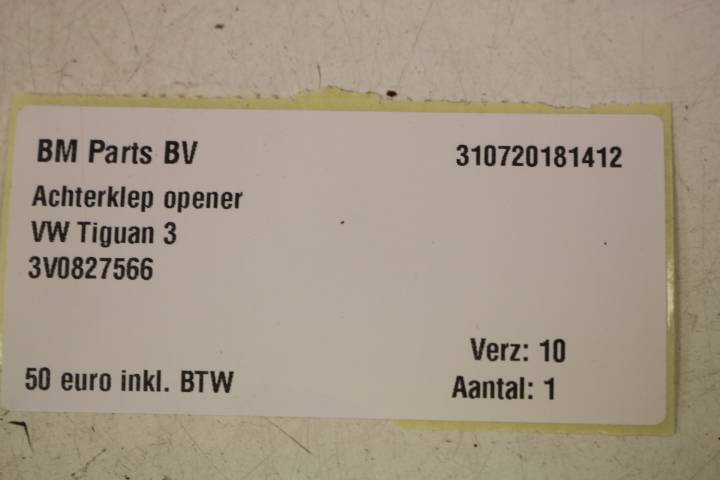 BM Parts BV
310720181412
Achterklep opener
VW Tiguan 3
3V0827566
Verz: 10
50 euro inkl. BTW
Aantal: 1